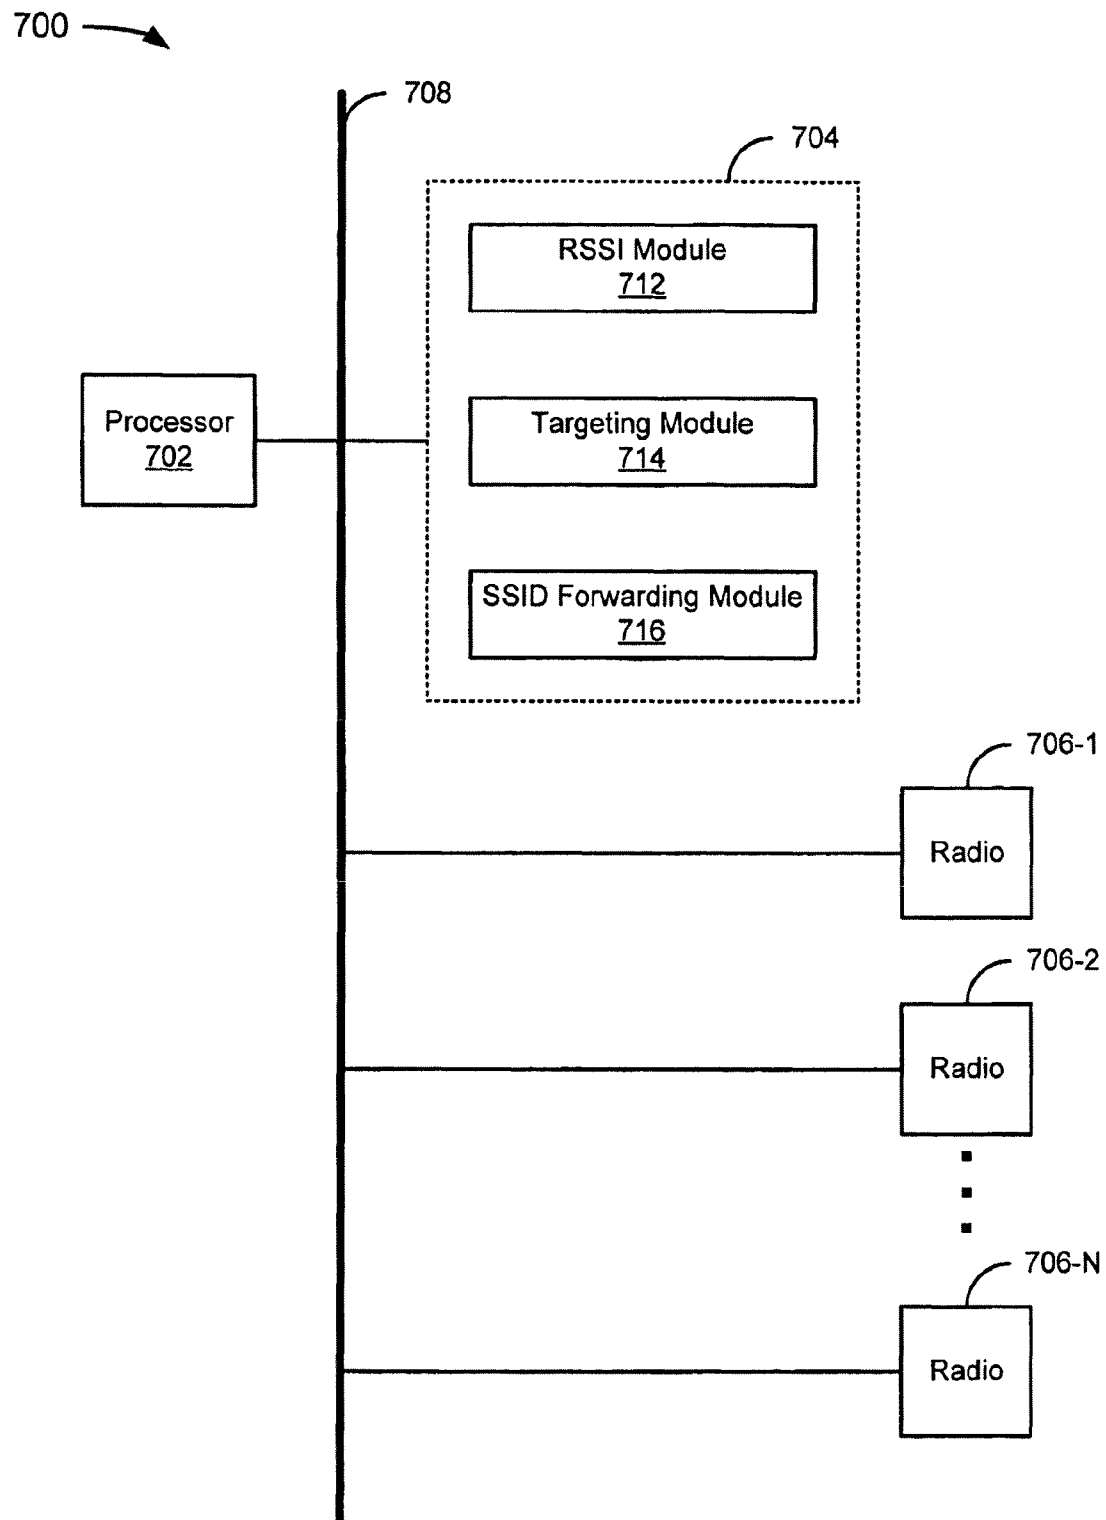 700
708
704
RSSI Module
712
Targeting Module
714
Processor
702
SSID Forwarding Module
716
706-1
Radio
706-2
Radio
706-N
Radio